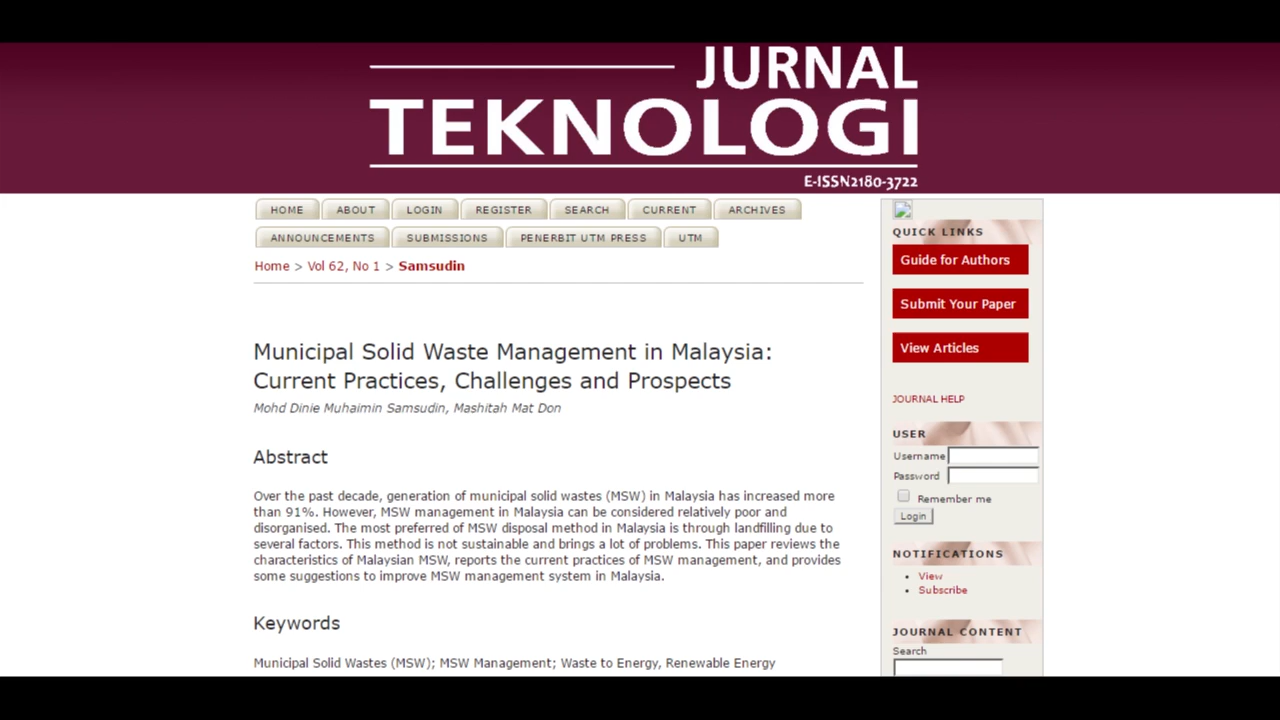 JURNAL
TEKNOLOGI
E-ISSN2180-3722
HOME ABOUT LOGIN REGISTER SEARCH CURRENT ARCHIVES
ANNOUNCEMENTS SUBMISSIONS PENERBIT UTM PRESS UTM
Home > Vol 62, No 1 > Samsudin
Municipal Solid Waste Management in Malaysia:
Current Practices, Challenges and Prospects
Mohd Dinie Muhaimin Samsudin, Mashitah Mat Don
Abstract
Over the past decade, generation of municipal solid wastes (MSW) in Malaysia has increased more
than 91%. However, MSW management in Malaysia can be considered relatively poor and
disorganised. The most preferred of MSW disposal method in Malaysia is through landfilling due to
several factors. This method is not sustainable and brings a lot of problems. This paper reviews the
characteristics of Malaysian MSW, reports the current practices of MSW management, and provides
some suggestions to improve MSW management system in Malaysia.
Keywords
Municipal Solid Wastes (MSW); MSW Management; Waste to Energy, Renewable Energy
QUICK LINKS
Guide for Authors
Submit Your Paper
View Articles
JOURNAL HELP
USER
Username
Password
Remember me
Login
NOTIFICATIONS
View
Subscribe
JOURNAL CONTENT
Search